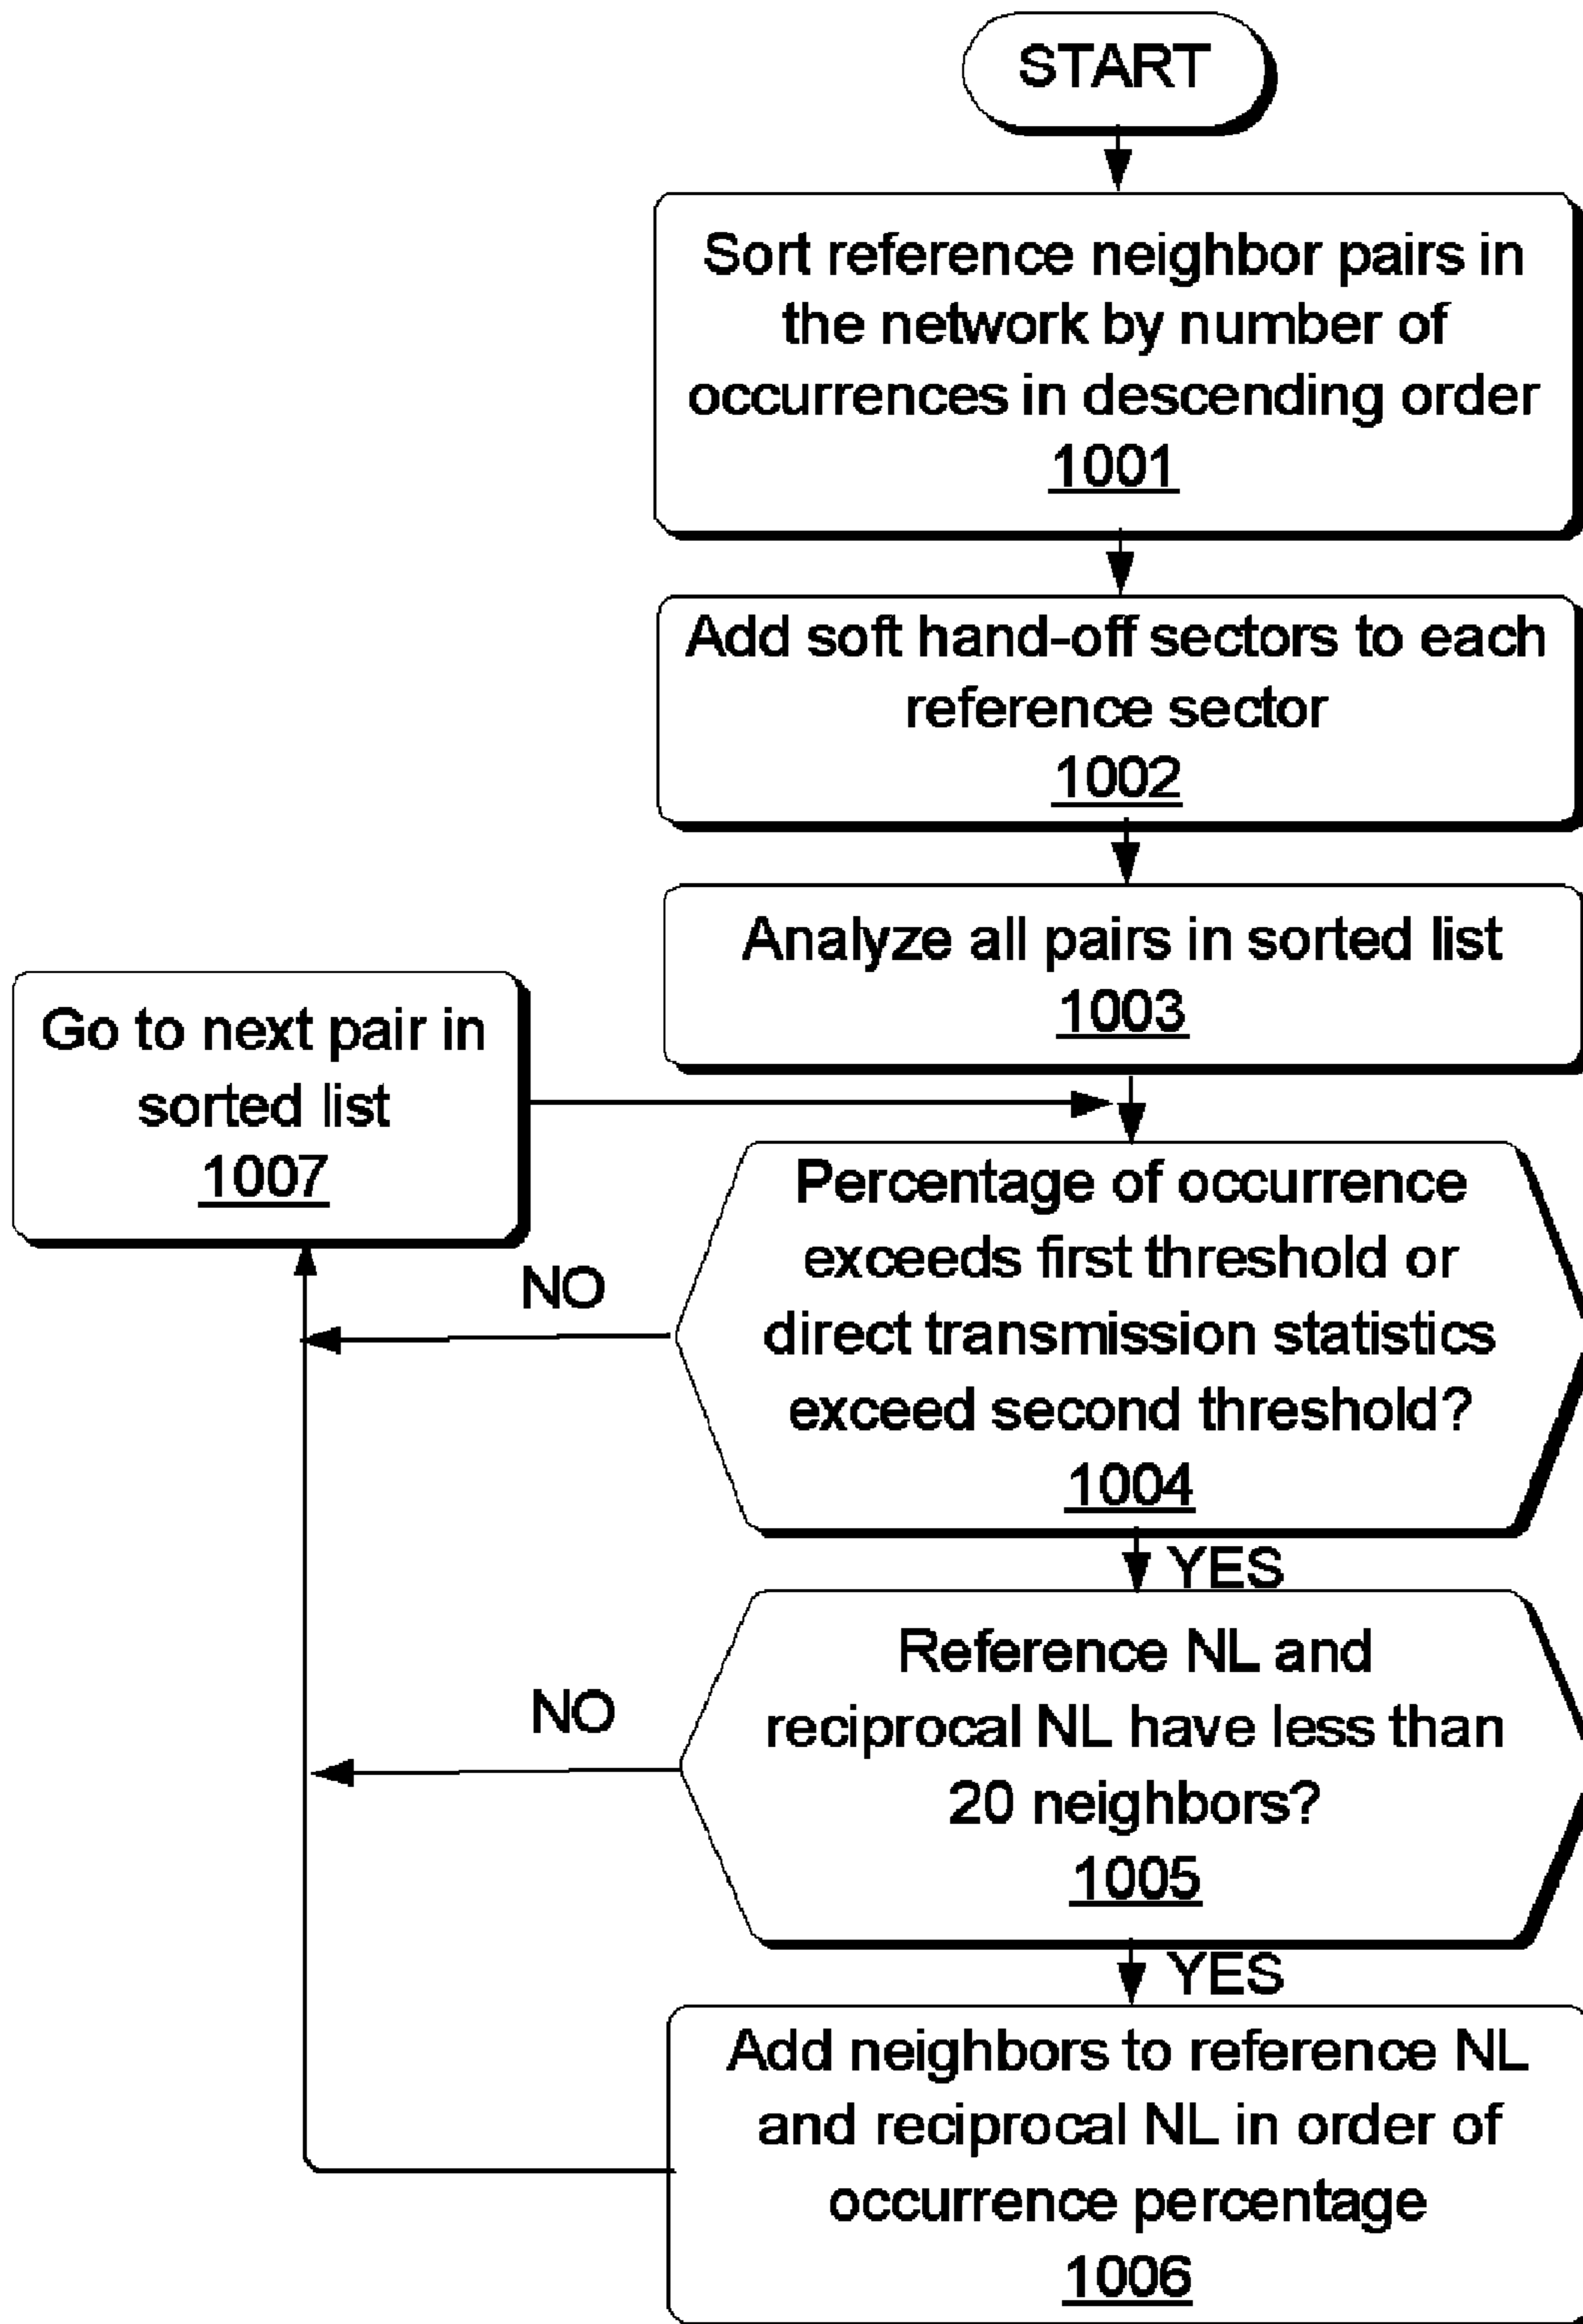 START
Sort reference neighbor pairs in
the network by number of
occurrences in descending order
1001
Add soft hand-off sectors to each
reference sector
1002
Analyze all pairs in sorted list
1003
Go to next pair in
sorted list
1007
Percentage of occurrence
exceeds first threshold or
direct transmission statistics
exceed second threshold?
1004
NO
YES
Reference NL and
reciprocal NL have less than
20 neighbors?
1005
NO
YES
Add neighbors to reference NL
and reciprocal NL in order of
occurrence percentage
1006